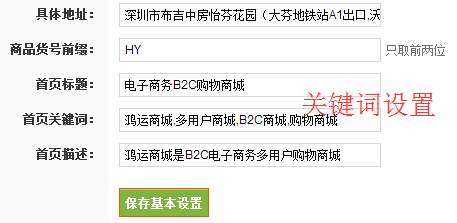 具体地址： 深圳市布吉中房怡芬花园（大芬地铁站A1出口,沃
商品货号前缀： HY 只取前两位
首页标题： 电子商务B2C购物商城
关键词设置
首页关键词： 鸿运商城,多用户商城,B2C商城,购物商城
首页描述： 鸿运商城是B2C电子商务多用户购物商城
保存基本设置